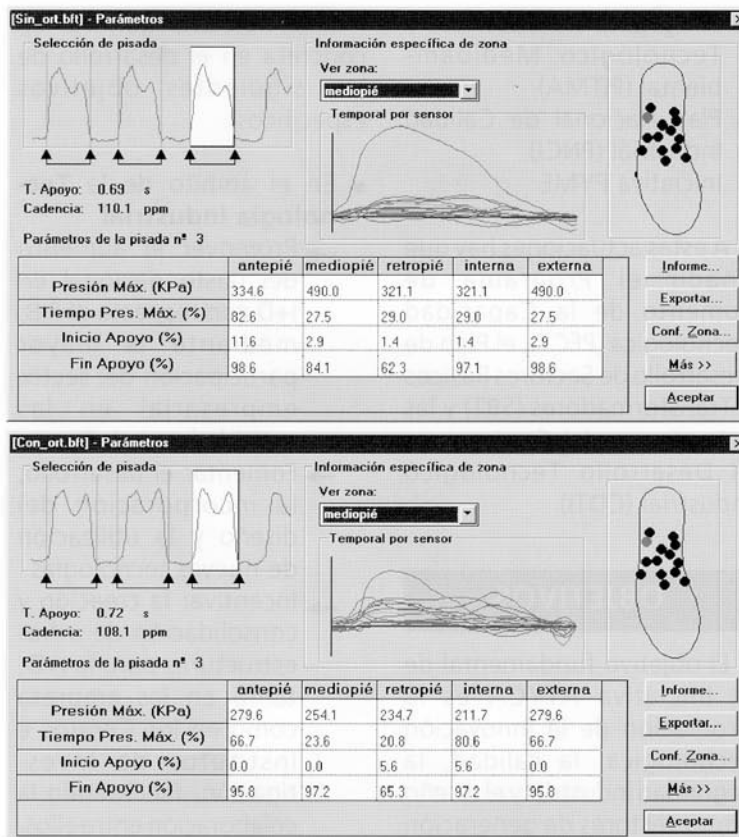 [Sin_ort.bft] - Parámetros
Selección de pisada
Información específica de zona
Ver zona:
mediopié
Temporal por sensor
T. Apoyo: 0.69 s
Cadencia: 110.1 ppm
Parámetros de la pisada nº 3
antepié mediopié retropié interna externa
Presión Máx. (KPa) 334.6 490.0 321.1 321.1 490.0
Tiempo Pres. Máx. (%) 82.6 27.5 29.0 29.0 27.5
Inicio Apoyo (%) 11.6 2.9 1.4 1.4 2.9
Fin Apoyo (%) 98.6 84.1 62.3 97.1 98.6
Informe...
Exportar...
Conf. Zona...
Más >>
Aceptar
[Con_ort.bft] - Parámetros
Selección de pisada
Información específica de zona
Ver zona:
mediopié
Temporal por sensor
T. Apoyo: 0.72 s
Cadencia: 108.1 ppm
Parámetros de la pisada nº 3
antepié mediopié retropié interna externa
Presión Máx. (KPa) 279.6 254.1 234.7 211.7 279.6
Tiempo Pres. Máx. (%) 66.7 23.6 20.8 80.6 66.7
Inicio Apoyo (%) 0.0 0.0 5.6 5.6 0.0
Fin Apoyo (%) 95.8 97.2 65.3 97.2 95.8
Informe...
Exportar...
Conf. Zona...
Más >>
Aceptar